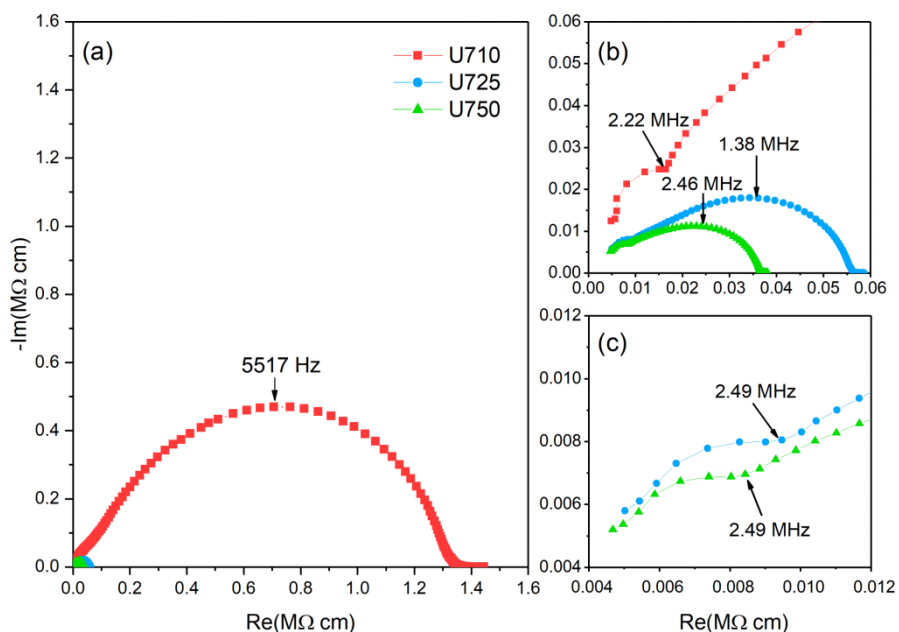 (a)
U710
U725
U750
5517 Hz
-Im(MΩ cm)
1.6
1.4
1.2
1.0
0.8
0.6
0.4
0.2
0.0
0.0 0.2 0.4 0.6 0.8 1.0 1.2 1.4 1.6
Re(MΩ cm)
(b)
2.22 MHz
1.38 MHz
2.46 MHz
0.06
0.05
0.04
0.03
0.02
0.01
0.00
0.00 0.01 0.02 0.03 0.04 0.05 0.06
(c)
2.49 MHz
2.49 MHz
0.010
0.008
0.006
0.004
0.004 0.006 0.008 0.010 0.012
Re(MΩ cm)